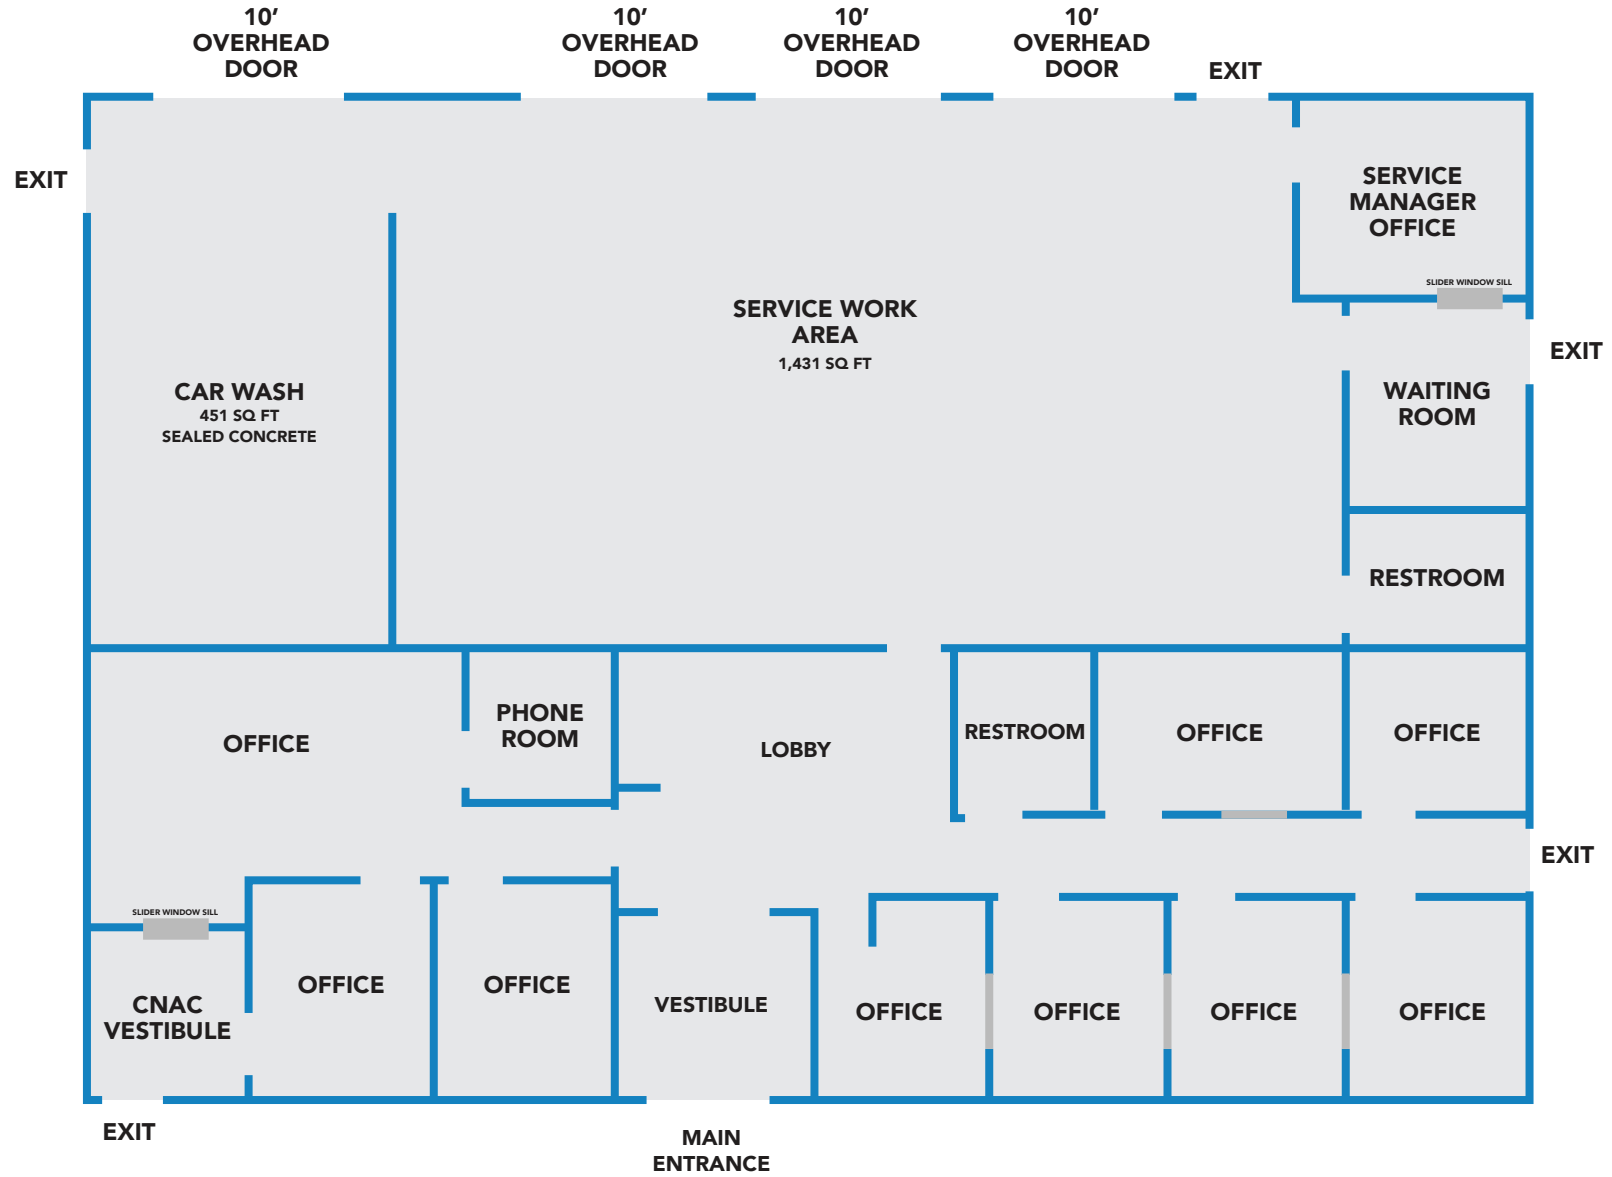 10’
OVERHEAD
DOOR
10’
OVERHEAD
DOOR
10’
OVERHEAD
DOOR
10’
OVERHEAD
DOOR
EXIT
EXIT
SERVICE
MANAGER
OFFICE
SLIDER WINDOW SILL
SERVICE WORK
AREA
1,431 SQ FT
EXIT
CAR WASH
451 SQ FT
SEALED CONCRETE
WAITING
ROOM
RESTROOM
OFFICE
PHONE
ROOM
LOBBY
RESTROOM
OFFICE
OFFICE
EXIT
SLIDER WINDOW SILL
CNAC
VESTIBULE
OFFICE
OFFICE
VESTIBULE
OFFICE
OFFICE
OFFICE
OFFICE
EXIT
MAIN
ENTRANCE